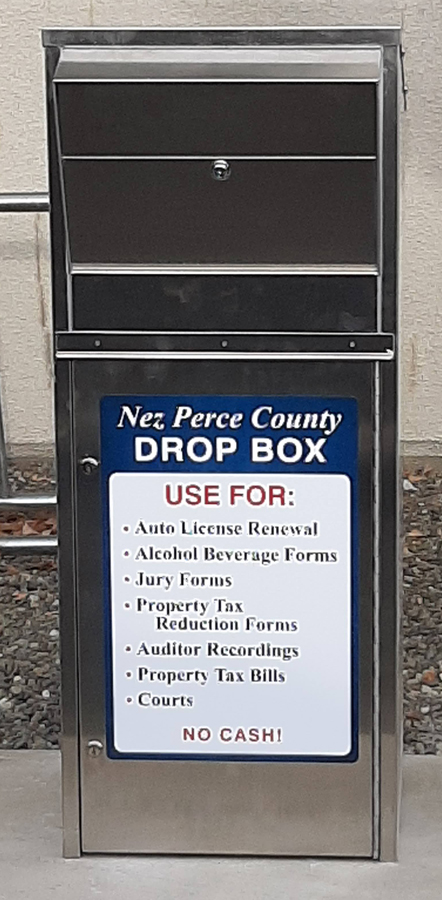 Nez Perce County
DROP BOX
USE FOR:
• Auto License Renewal
• Alcohol Beverage Forms
• Jury Forms
• Property Tax
Reduction Forms
• Auditor Recordings
• Property Tax Bills
• Courts
NO CASH!